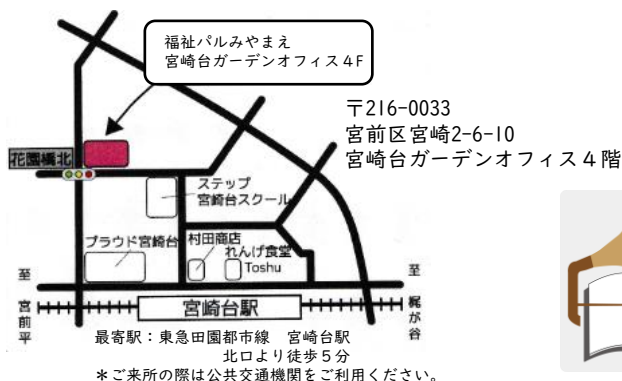 福祉パルみやまえ
宮崎台ガーデンオフィス４F
〒216-0033
宮前区宮崎2-6-10
宮崎台ガーデンオフィス４階
花園橋北
ステップ
宮崎台スクール
プラウド宮崎台
村田商店
れんげ食堂
Toshu
至
宮前平
宮崎台駅
至
梶が谷
最寄駅：東急田園都市線　宮崎台駅
北口より徒歩５分
＊ご来所の際は公共交通機関をご利用ください。